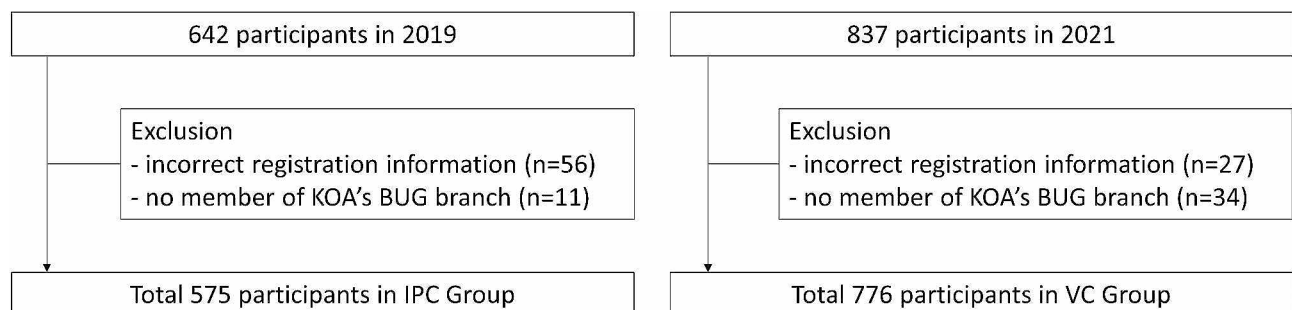 642 participants in 2019
Exclusion
- incorrect registration information (n=56)
- no member of KOA's BUG branch (n=11)
Total 575 participants in IPC Group
837 participants in 2021
Exclusion
- incorrect registration information (n=27)
- no member of KOA's BUG branch (n=34)
Total 776 participants in VC Group